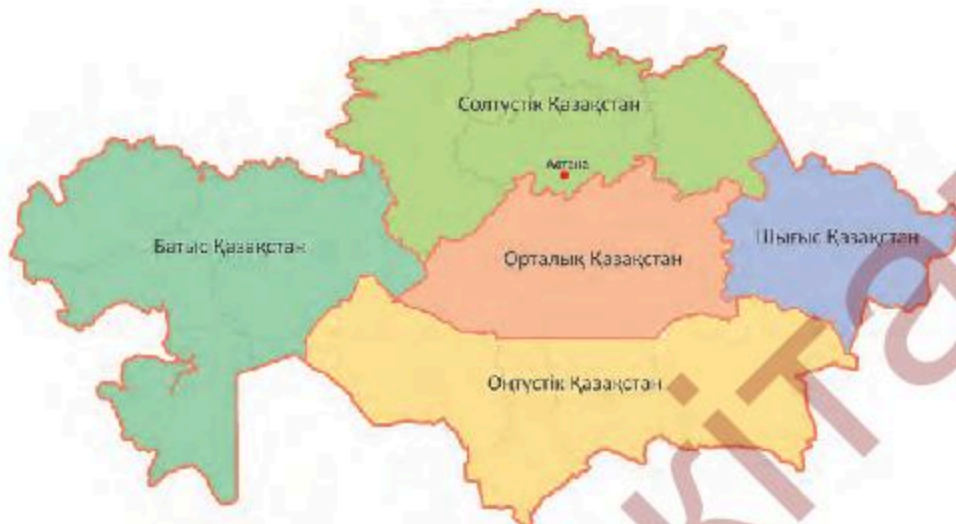 Солтүстік Қазақстан
Астана
Батыс Қазақстан
Шығыс Қазақстан
Орталық Қазақстан
Оңтүстік Қазақстан